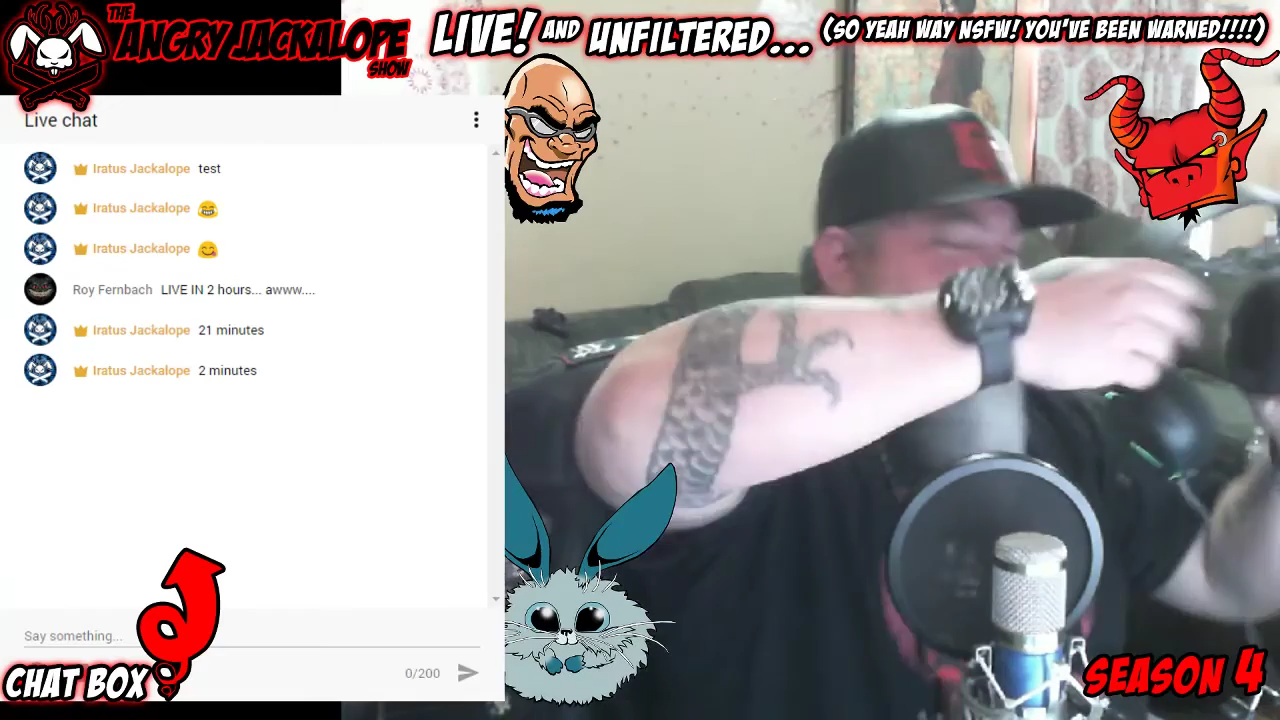 THE
ANGRY JACKALOPE
SHOW
LIVE! AND UNFILTERED...
(SO YEAH WAY NSFW! YOU'VE BEEN WARNED!!!!)
Live chat
Iratus Jackalope test
Iratus Jackalope 😂
Iratus Jackalope 😋
Roy Fernbach LIVE IN 2 hours... awww....
Iratus Jackalope 21 minutes
Iratus Jackalope 2 minutes
Say something...
0/200
CHAT BOX
SEASON 4